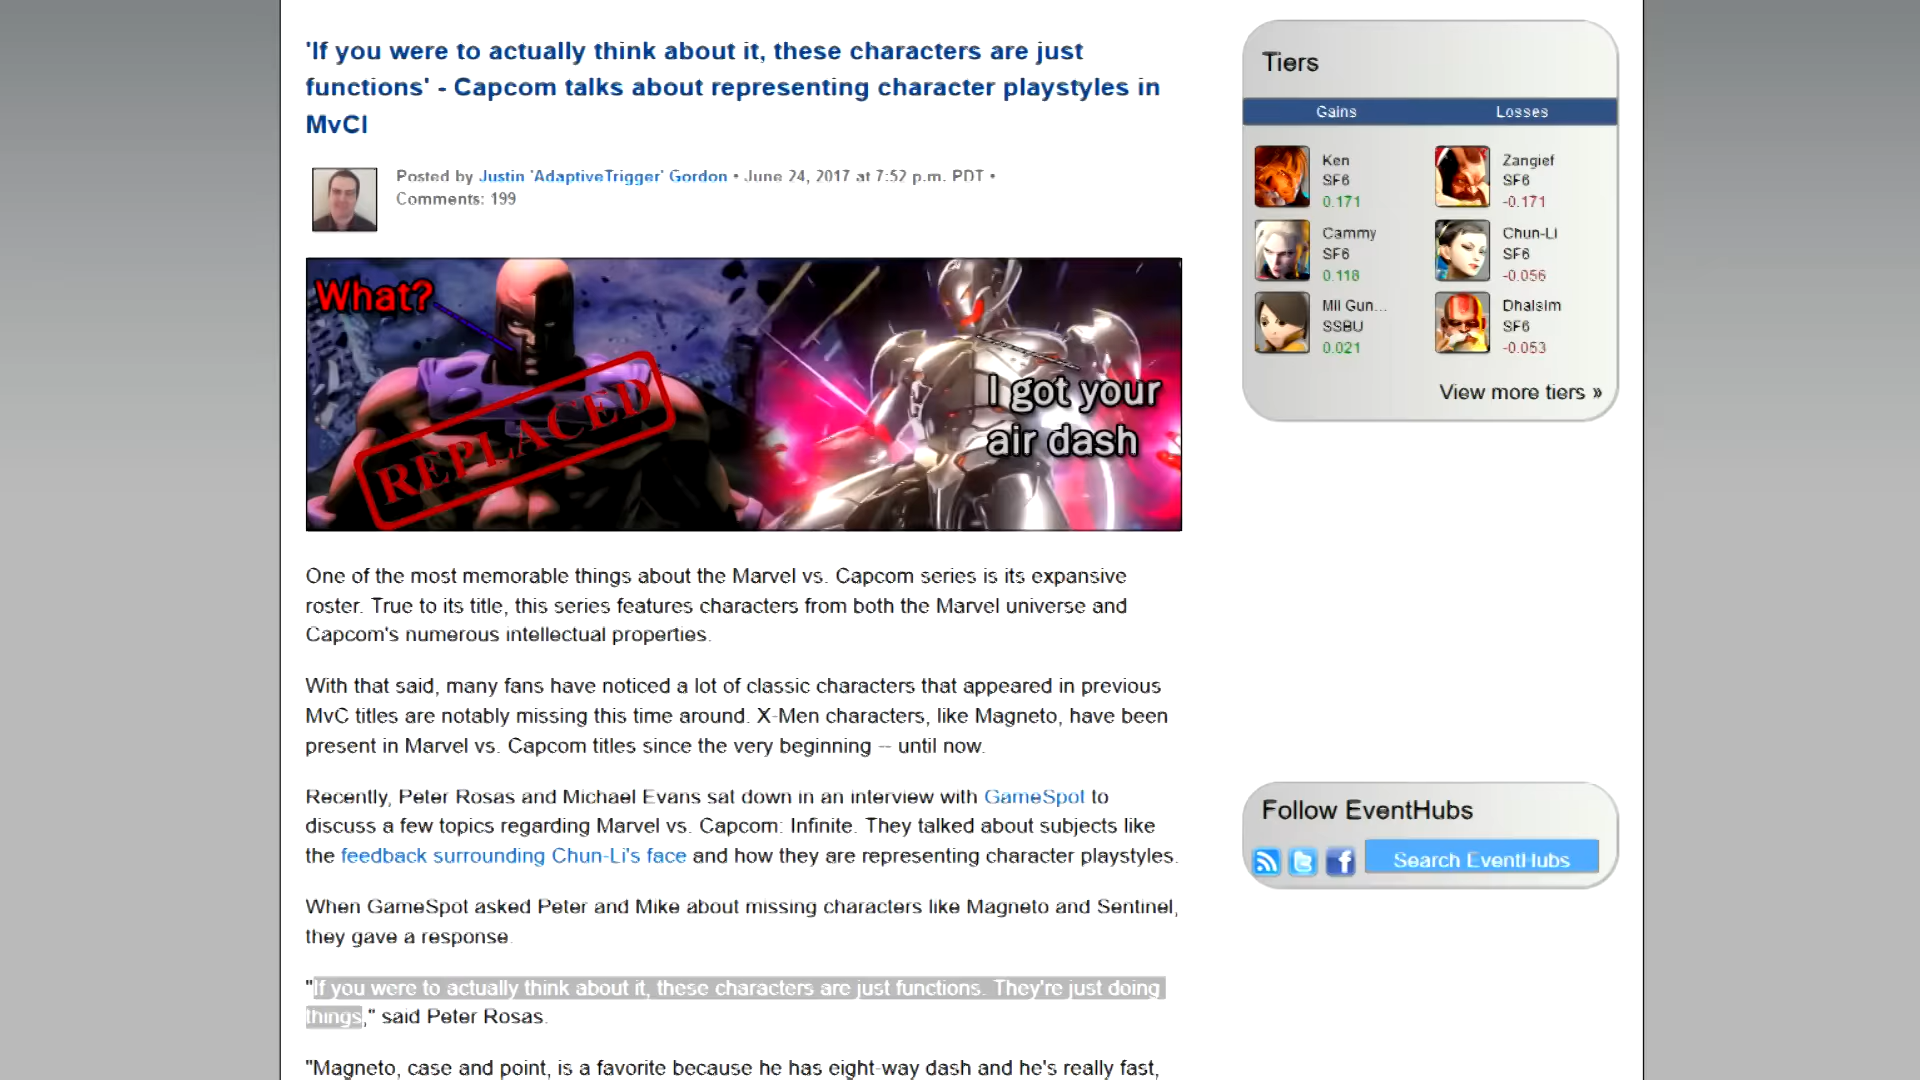 'If you were to actually think about it, these characters are just
functions' - Capcom talks about representing character playstyles in
MvCI
Posted by Justin 'AdaptiveTrigger' Gordon • June 24, 2017 at 7:52 p.m. PDT •
Comments: 199
What?
REPLACED
I got your
air dash
One of the most memorable things about the Marvel vs. Capcom series is its expansive
roster. True to its title, this series features characters from both the Marvel universe and
Capcom's numerous intellectual properties.
With that said, many fans have noticed a lot of classic characters that appeared in previous
MvC titles are notably missing this time around. X-Men characters, like Magneto, have been
present in Marvel vs. Capcom titles since the very beginning -- until now.
Recently, Peter Rosas and Michael Evans sat down in an interview with GameSpot to
discuss a few topics regarding Marvel vs. Capcom: Infinite. They talked about subjects like
the feedback surrounding Chun-Li's face and how they are representing character playstyles.
When GameSpot asked Peter and Mike about missing characters like Magneto and Sentinel,
they gave a response.
"If you were to actually think about it, these characters are just functions. They're just doing
things," said Peter Rosas.
"Magneto, case and point, is a favorite because he has eight-way dash and he's really fast,
Tiers
Gains Losses
Ken Zangief
SF6 SF6
0.171 -0.171
Cammy Chun-Li
SF6 SF6
0.118 -0.056
Mii Gun... Dhalsim
SSBU SF6
0.021 -0.053
View more tiers »
Follow EventHubs
Search EventHubs